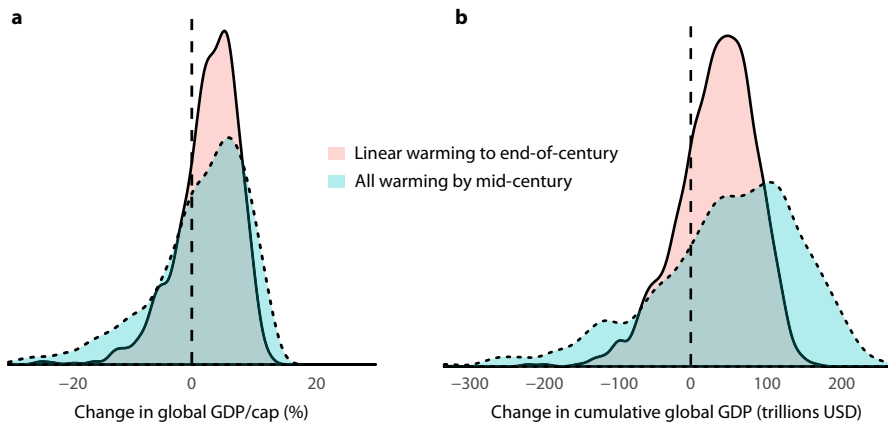 a
b
Linear warming to end-of-century
All warming by mid-century
−20 0 20
−300 −200 −100 0 100 200
Change in global GDP/cap (%)
Change in cumulative global GDP (trillions USD)